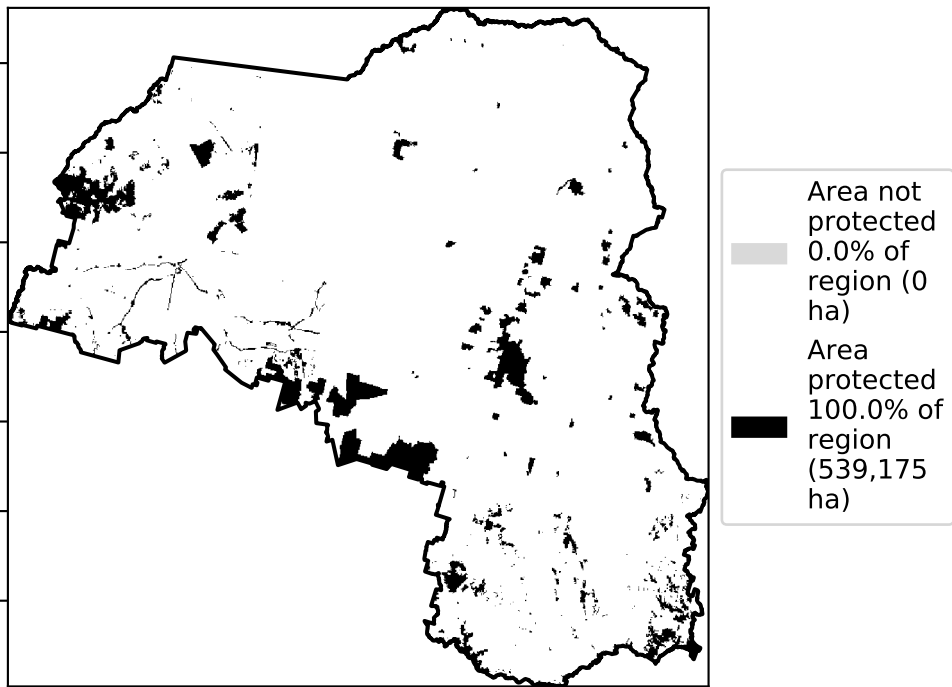 Area not
protected
0.0% of
region (0
ha)
Area
protected
100.0% of
region
(539,175
ha)